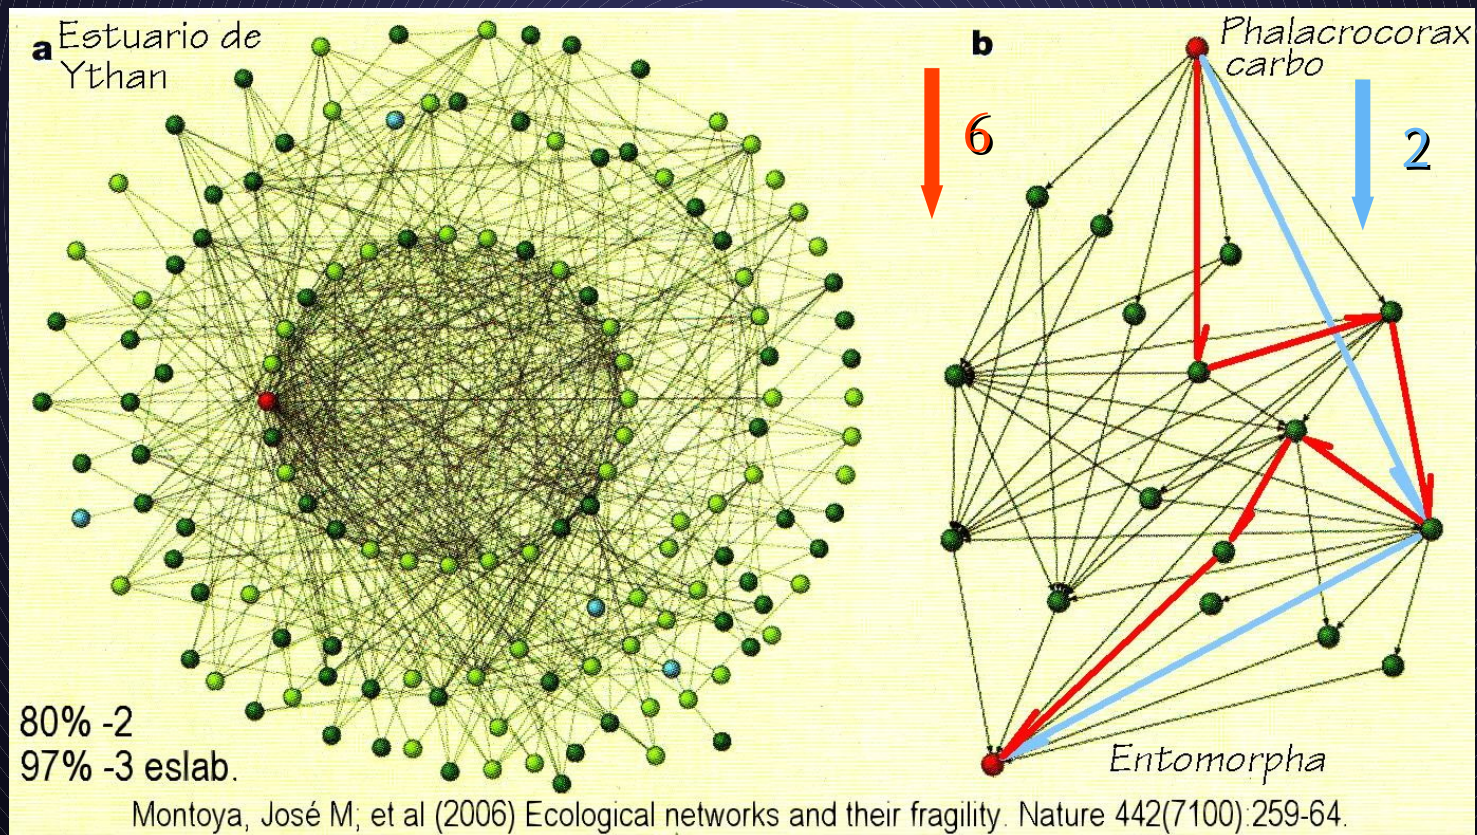 a Estuario de
Ythan
b
Phalacrocorax
carbo
6
2
80% -2
97% -3 eslab.
Entomorpha
Montoya, José M; et al (2006) Ecological networks and their fragility. Nature 442(7100):259-64.